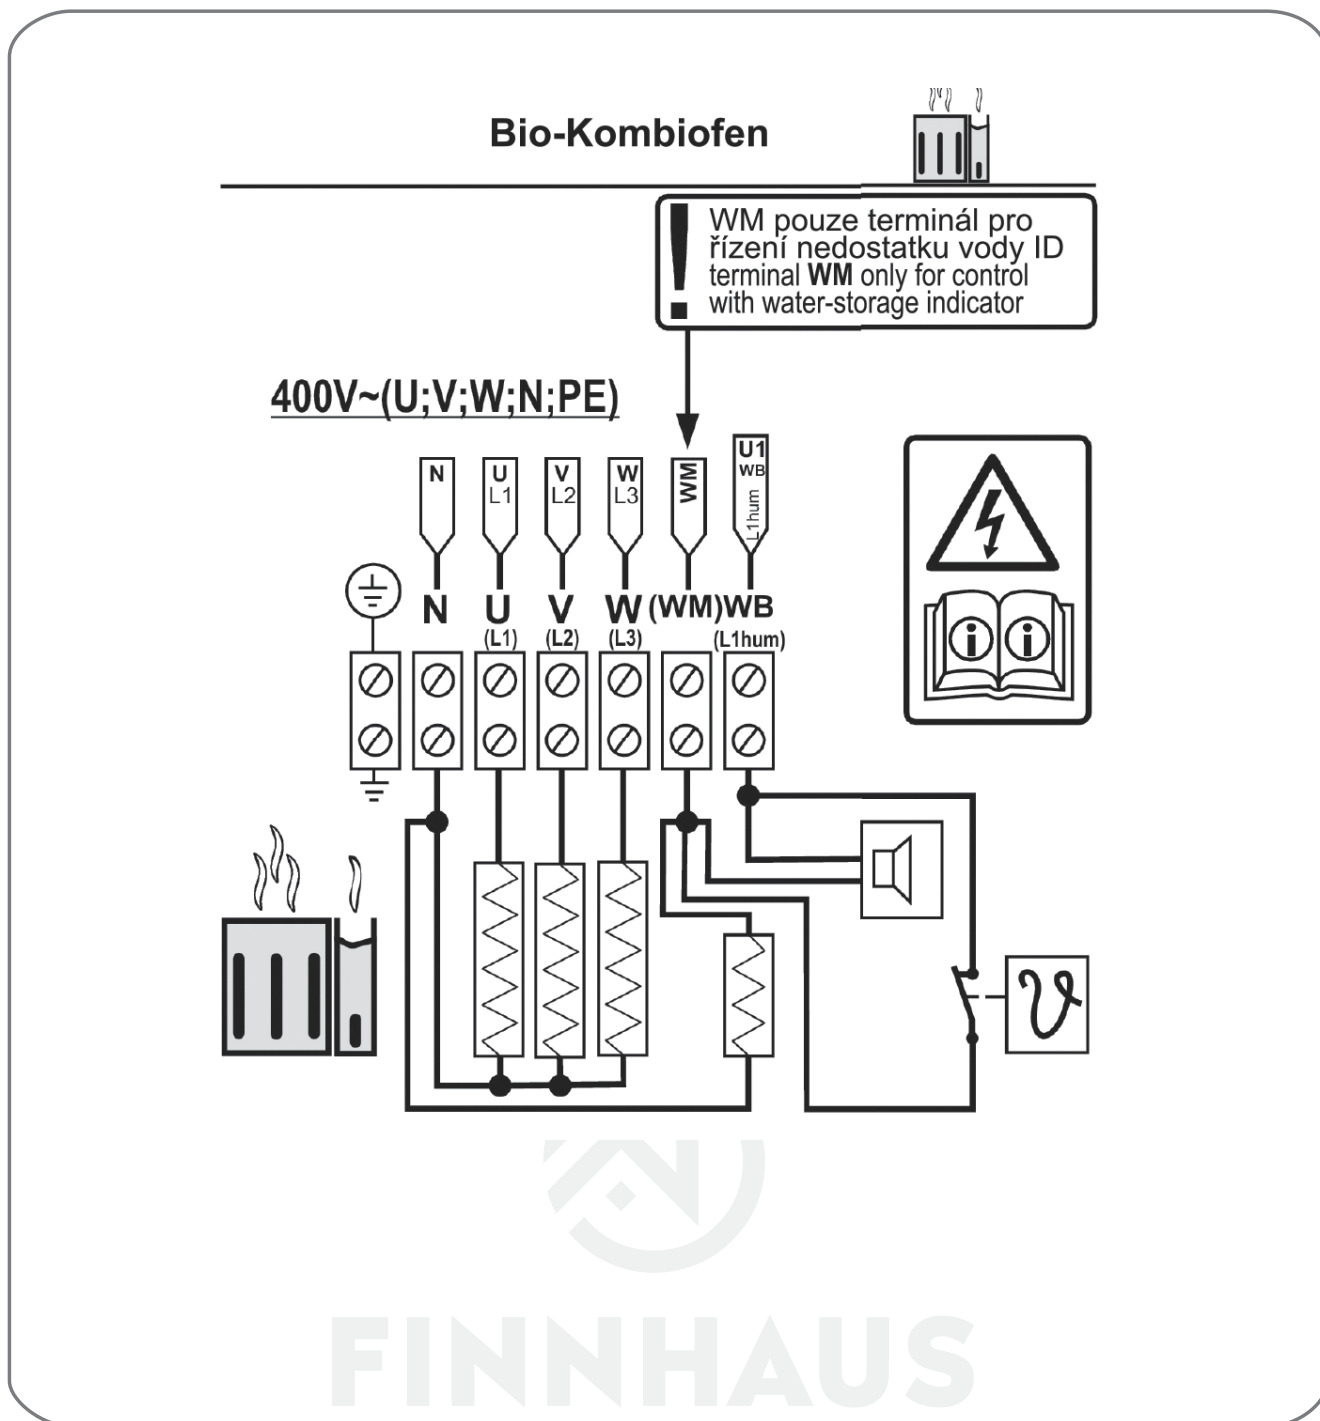 Bio-Kombiofen
! WM pouze terminál pro
řízení nedostatku vody ID
terminal WM only for control
with water-storage indicator
400V~(U;V;W;N;PE)
N
U
L1
V
L2
W
L3
WM
U1
WB
L1hum
N U V W (WM) WB
(L1) (L2) (L3) (L1hum)
i i
ϑ
FINNHAUS